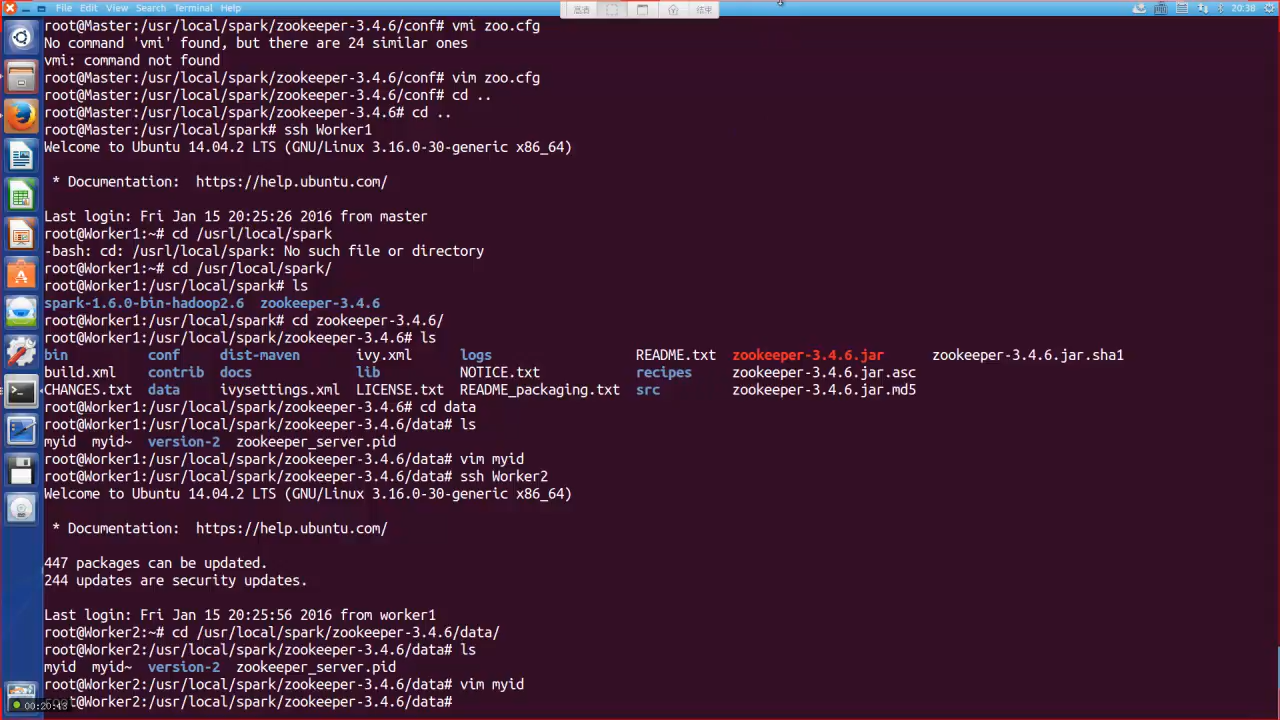 File Edit View Search Terminal Help
高表 结束
20:38
root@Master:/usr/local/spark/zookeeper-3.4.6/conf# vmi zoo.cfg
No command 'vmi' found, but there are 24 similar ones
vmi: command not found
root@Master:/usr/local/spark/zookeeper-3.4.6/conf# vim zoo.cfg
root@Master:/usr/local/spark/zookeeper-3.4.6/conf# cd ..
root@Master:/usr/local/spark/zookeeper-3.4.6# cd ..
root@Master:/usr/local/spark# ssh Worker1
Welcome to Ubuntu 14.04.2 LTS (GNU/Linux 3.16.0-30-generic x86_64)
* Documentation:  https://help.ubuntu.com/
Last login: Fri Jan 15 20:25:26 2016 from master
root@Worker1:~# cd /usrl/local/spark
-bash: cd: /usrl/local/spark: No such file or directory
root@Worker1:~# cd /usr/local/spark/
root@Worker1:/usr/local/spark# ls
spark-1.6.0-bin-hadoop2.6  zookeeper-3.4.6
root@Worker1:/usr/local/spark# cd zookeeper-3.4.6/
root@Worker1:/usr/local/spark/zookeeper-3.4.6# ls
bin conf dist-maven ivy.xml logs README.txt zookeeper-3.4.6.jar zookeeper-3.4.6.jar.sha1
build.xml contrib docs lib NOTICE.txt recipes zookeeper-3.4.6.jar.asc
CHANGES.txt data ivysettings.xml LICENSE.txt README_packaging.txt src zookeeper-3.4.6.jar.md5
root@Worker1:/usr/local/spark/zookeeper-3.4.6# cd data
root@Worker1:/usr/local/spark/zookeeper-3.4.6/data# ls
myid  myid~  version-2  zookeeper_server.pid
root@Worker1:/usr/local/spark/zookeeper-3.4.6/data# vim myid
root@Worker1:/usr/local/spark/zookeeper-3.4.6/data# ssh Worker2
Welcome to Ubuntu 14.04.2 LTS (GNU/Linux 3.16.0-30-generic x86_64)
* Documentation:  https://help.ubuntu.com/
447 packages can be updated.
244 updates are security updates.
Last login: Fri Jan 15 20:25:56 2016 from worker1
root@Worker2:~# cd /usr/local/spark/zookeeper-3.4.6/data/
root@Worker2:/usr/local/spark/zookeeper-3.4.6/data# ls
myid  myid~  version-2  zookeeper_server.pid
root@Worker2:/usr/local/spark/zookeeper-3.4.6/data# vim myid
root@Worker2:/usr/local/spark/zookeeper-3.4.6/data#
00:20:43